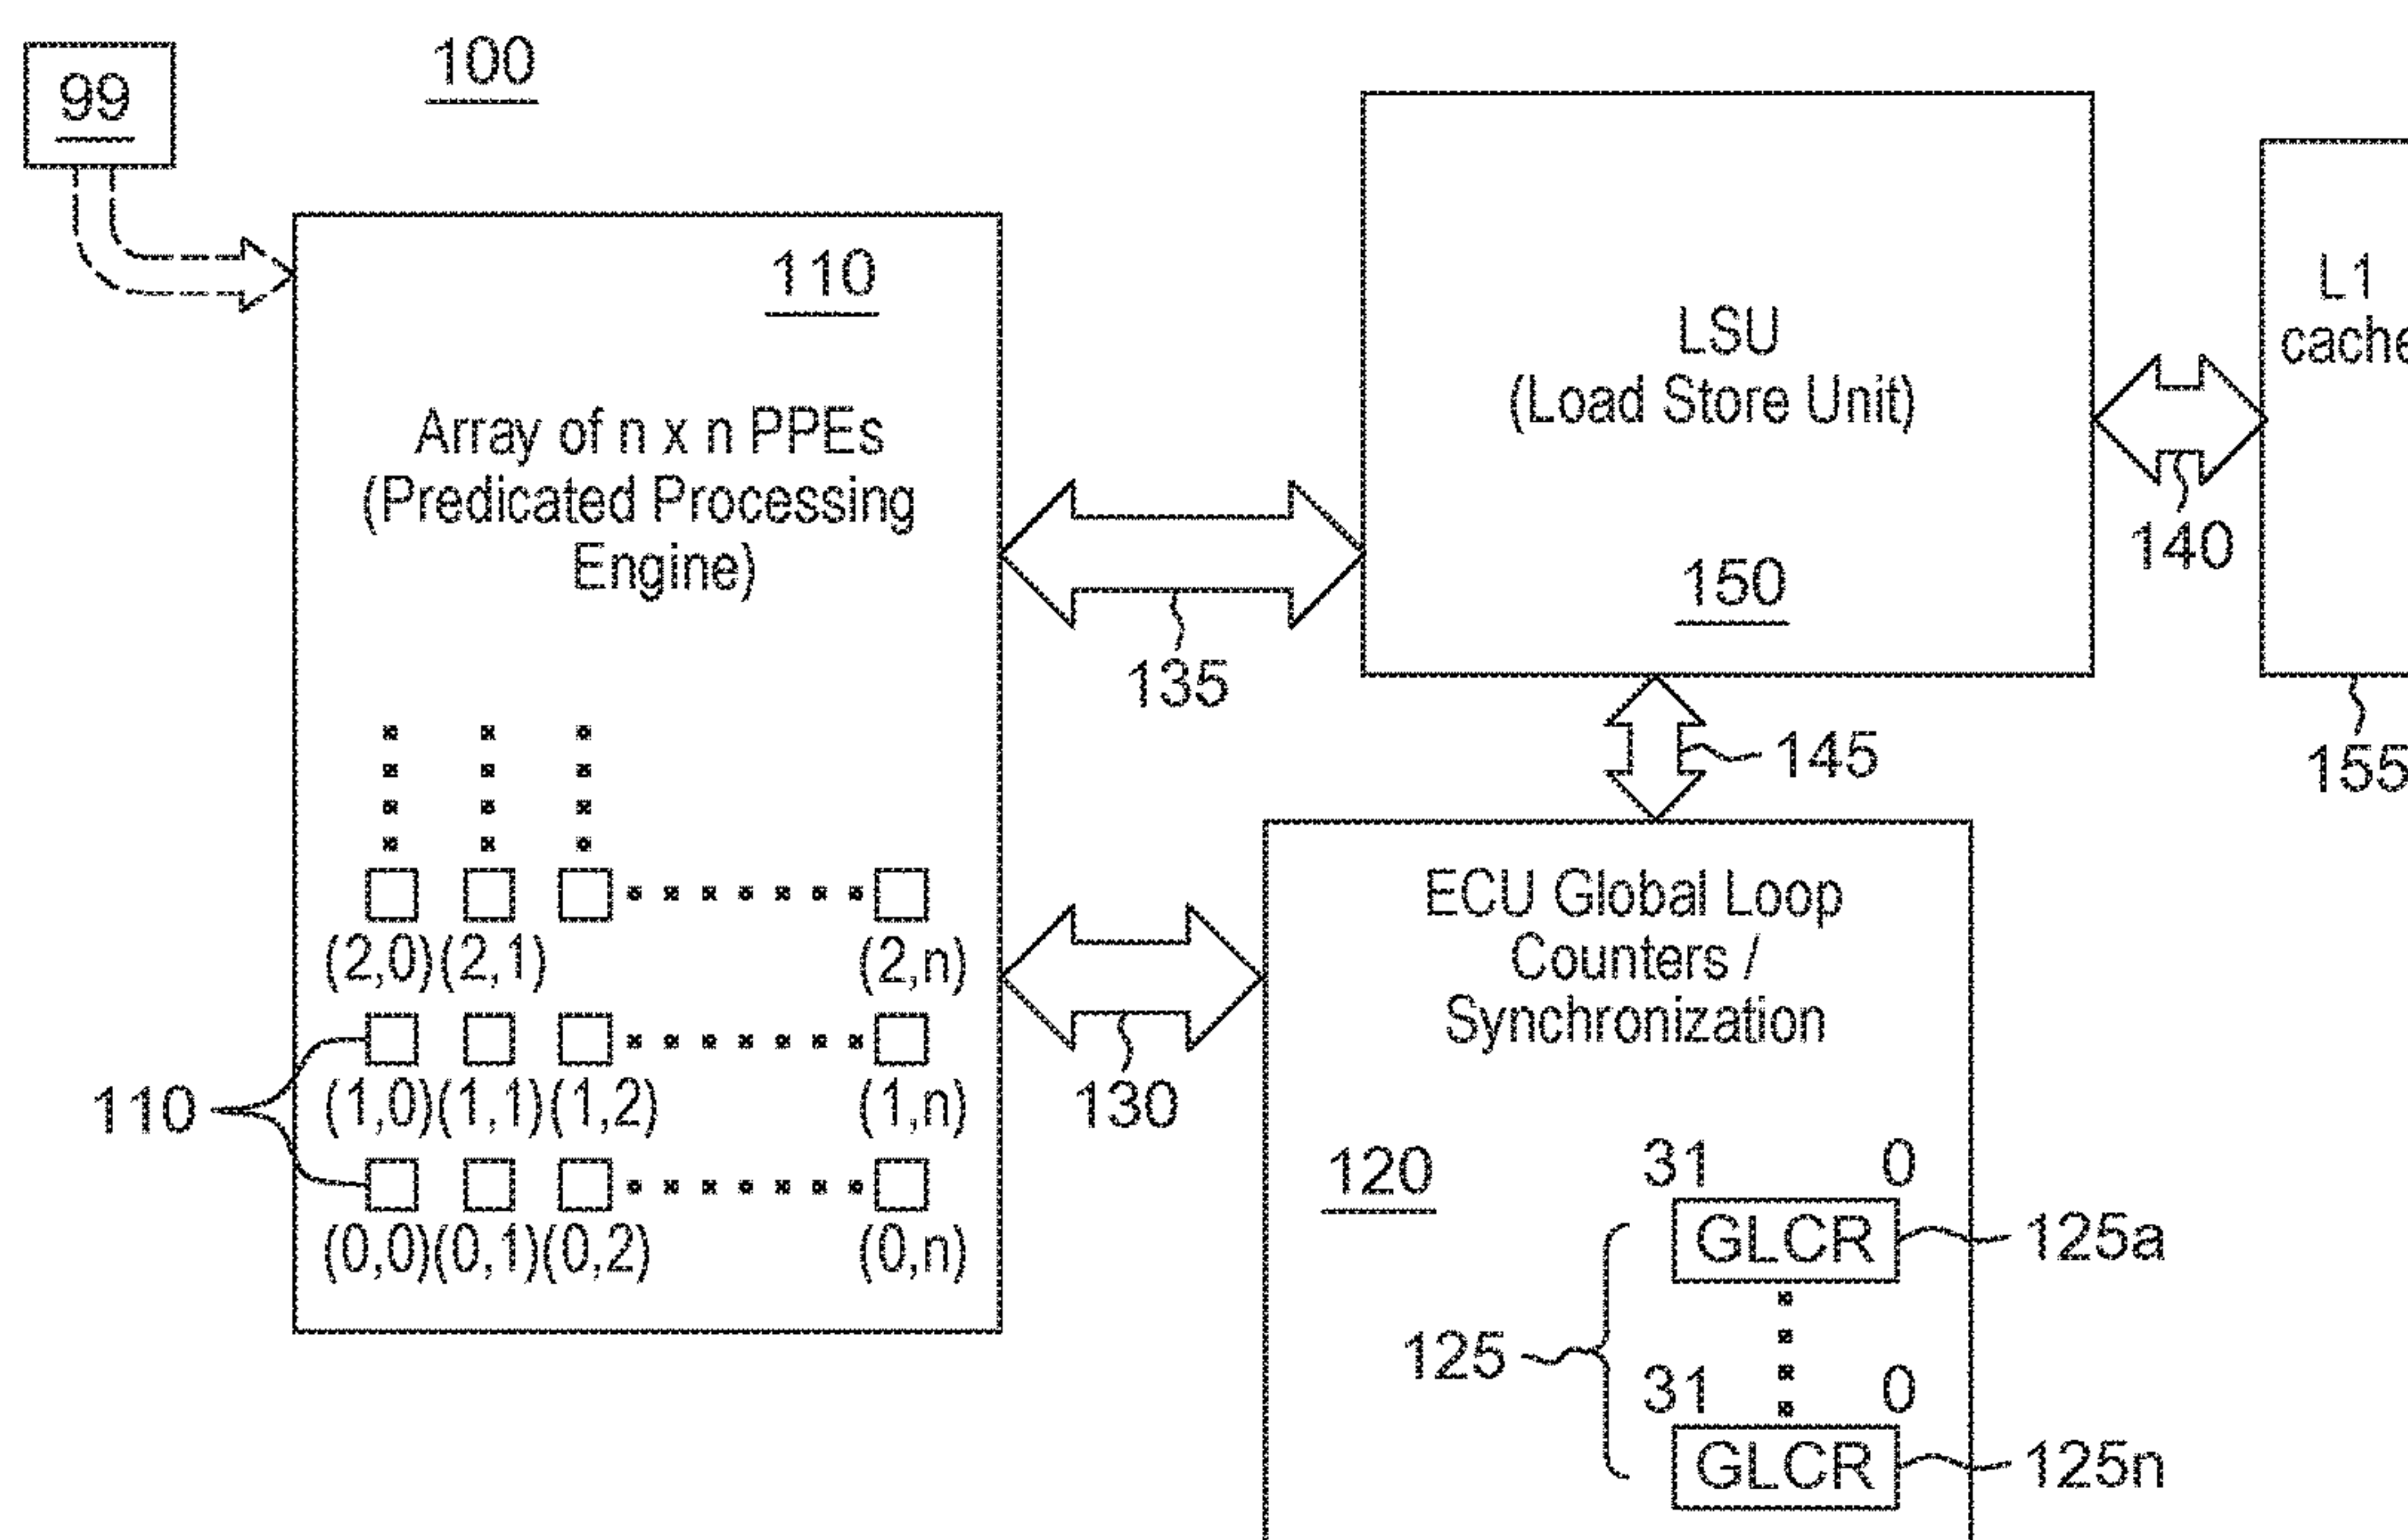 99
100
110
Array of n x n PPEs
(Predicated Processing
Engine)
(2,0)(2,1)
(2,n)
110
(1,0)(1,1)(1,2)
(1,n)
(0,0)(0,1)(0,2)
(0,n)
135
130
LSU
(Load Store Unit)
150
140
L1
cache
155
145
ECU Global Loop
Counters /
Synchronization
120
31 0
GLCR
125a
125
31 0
GLCR
125n